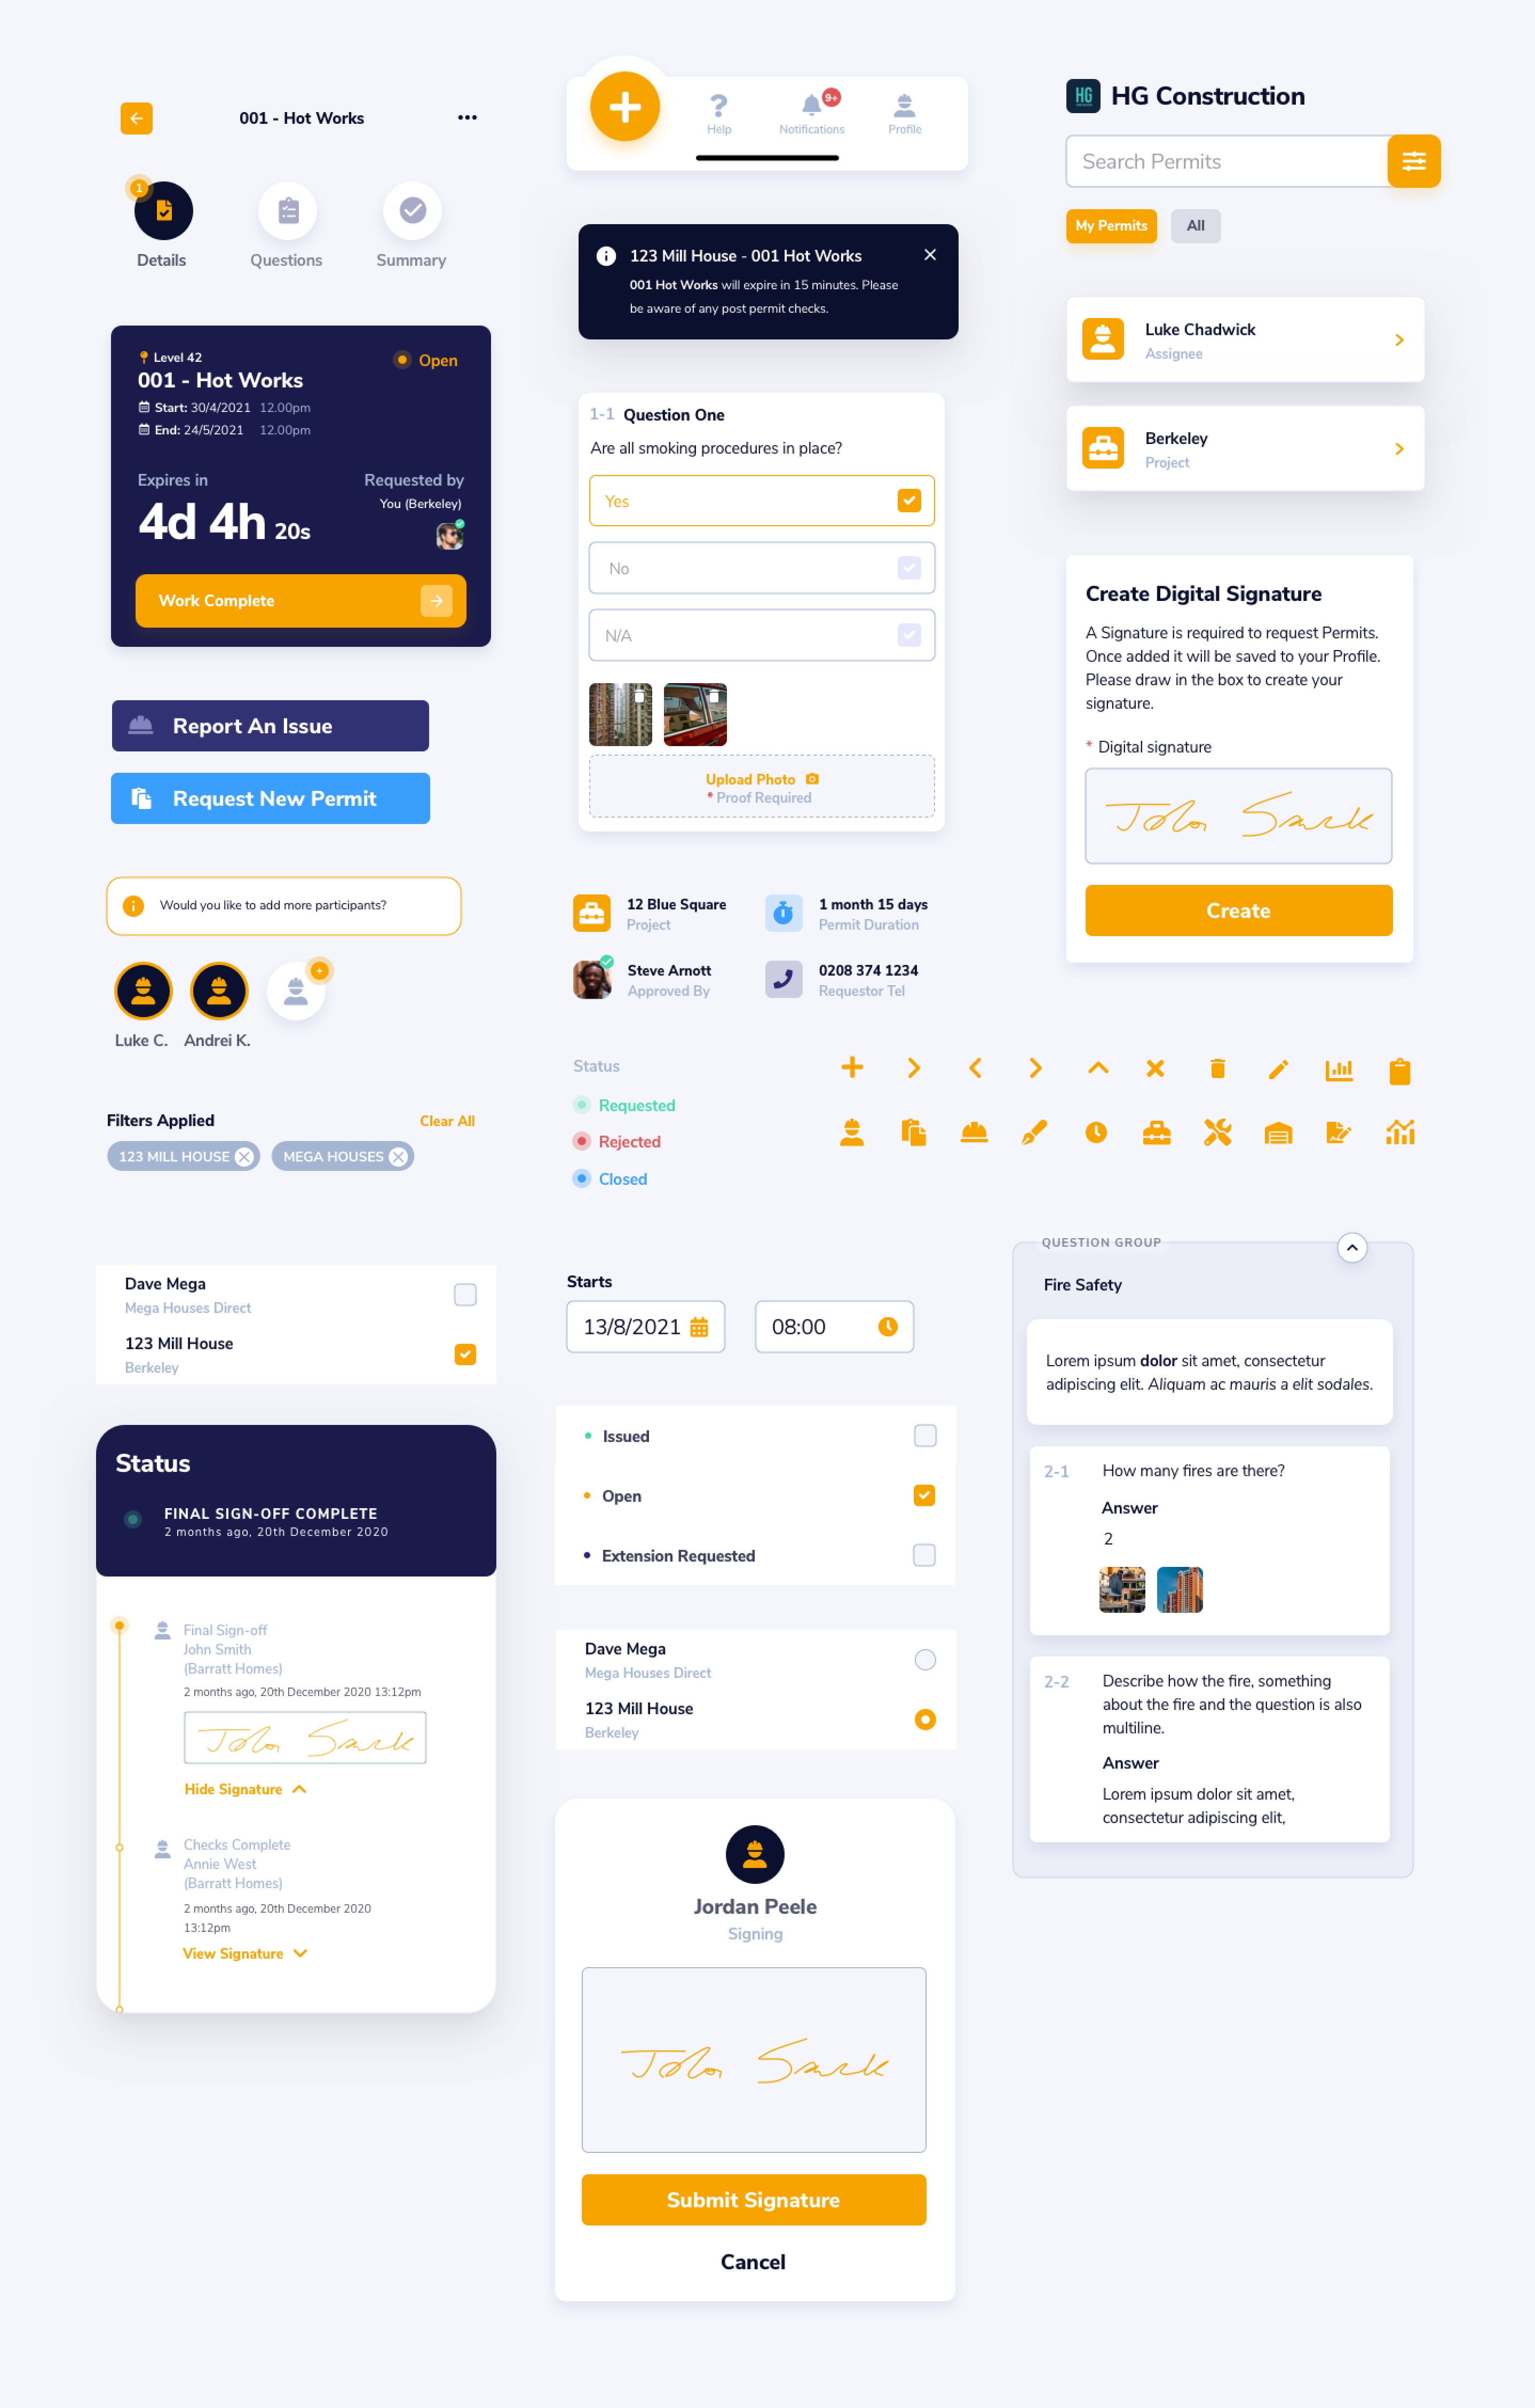 001 - Hot Works
1
Details
Questions
Summary
Level 42
Open
001 - Hot Works
Start: 30/4/2021 12.00pm
End: 24/5/2021 12.00pm
Expires in
Requested by
You (Berkeley)
4d 4h 20s
Work Complete
Report An Issue
Request New Permit
Would you like to add more participants?
Luke C.
Andrei K.
Filters Applied
Clear All
123 MILL HOUSE
MEGA HOUSES
Dave Mega
Mega Houses Direct
123 Mill House
Berkeley
Status
FINAL SIGN-OFF COMPLETE
2 months ago, 20th December 2020
Final Sign-off
John Smith
(Barratt Homes)
2 months ago, 20th December 2020 13:12pm
Hide Signature
Checks Complete
Annie West
(Barratt Homes)
2 months ago, 20th December 2020
13:12pm
View Signature
Help
9+
Notifications
Profile
123 Mill House - 001 Hot Works
001 Hot Works will expire in 15 minutes. Please
be aware of any post permit checks.
1-1 Question One
Are all smoking procedures in place?
Yes
No
N/A
Upload Photo
* Proof Required
12 Blue Square
Project
1 month 15 days
Permit Duration
Steve Arnott
Approved By
0208 374 1234
Requestor Tel
Status
Requested
Rejected
Closed
Starts
13/8/2021
08:00
Issued
Open
Extension Requested
Dave Mega
Mega Houses Direct
123 Mill House
Berkeley
Jordan Peele
Signing
Submit Signature
Cancel
HG
HG Construction
Search Permits
My Permits
All
Luke Chadwick
Assignee
Berkeley
Project
Create Digital Signature
A Signature is required to request Permits.
Once added it will be saved to your Profile.
Please draw in the box to create your
signature.
* Digital signature
Create
QUESTION GROUP
Fire Safety
Lorem ipsum dolor sit amet, consectetur
adipiscing elit. Aliquam ac mauris a elit sodales.
2-1 How many fires are there?
Answer
2
2-2 Describe how the fire, something
about the fire and the question is also
multiline.
Answer
Lorem ipsum dolor sit amet,
consectetur adipiscing elit,